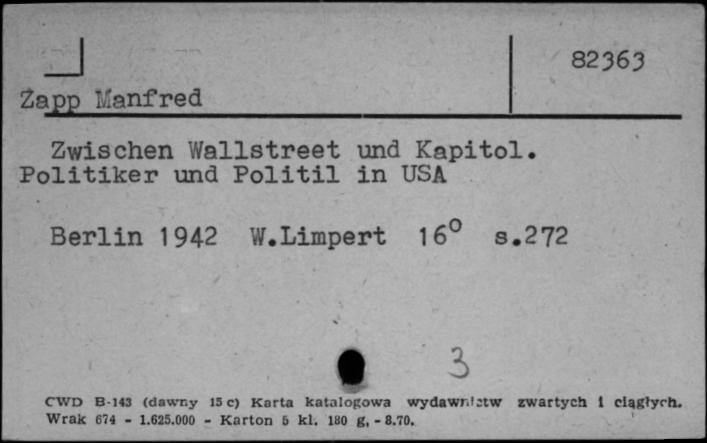 82363
Zapp Manfred
Zwischen Wallstreet und Kapitol.
Politiker und Politil in USA
Berlin 1942 W.Limpert 16⁰ s.272
3
CWD B-143 (dawny 15 c) Karta katalogowa wydawnictw zwartych i ciągłych.
Wrak 674 - 1.625.000 - Karton 5 kl. 180 g. - 8.70.